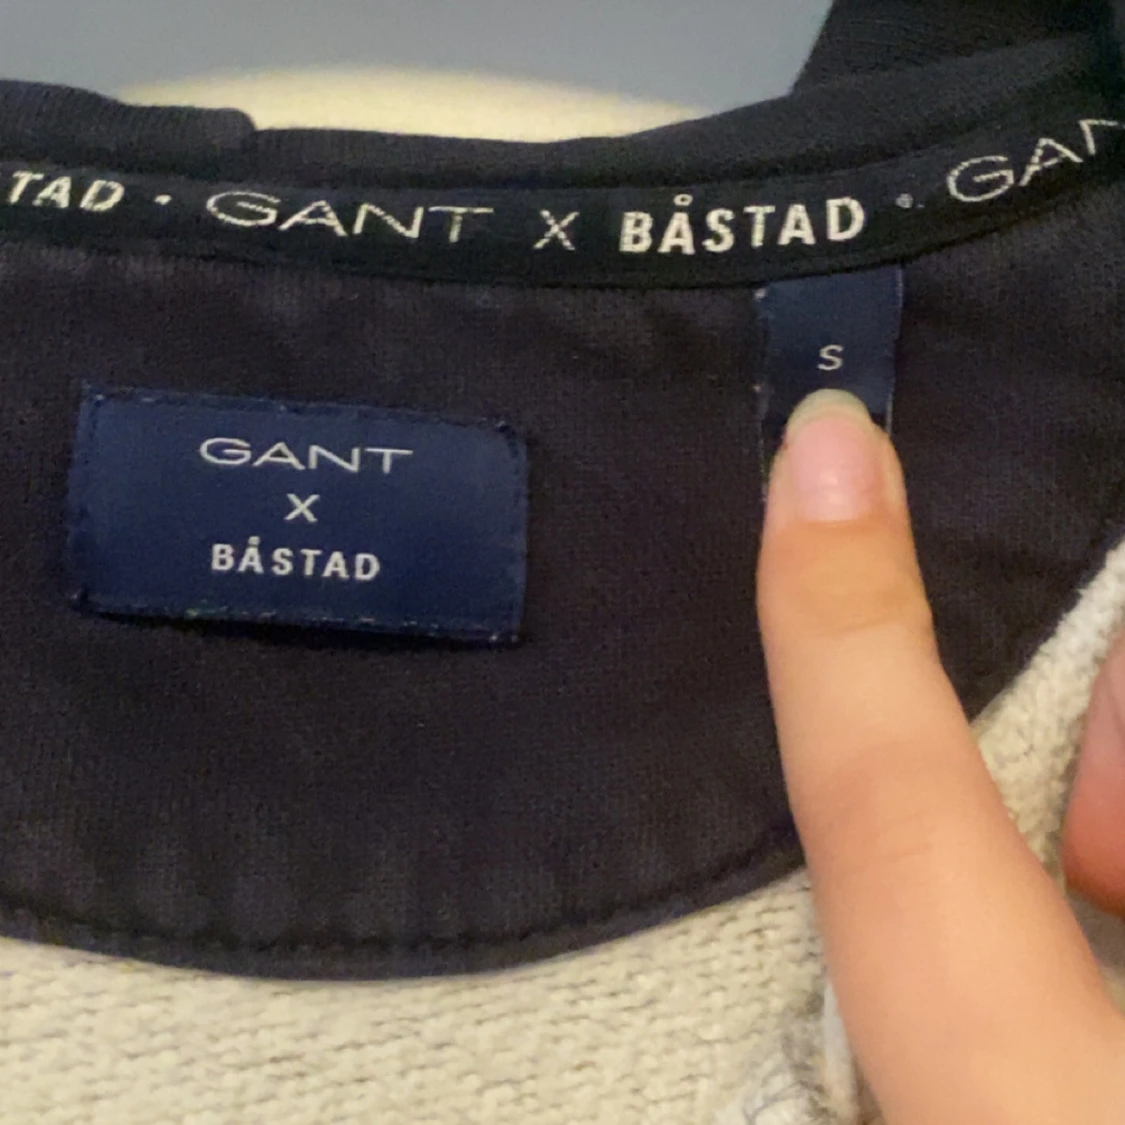 TAD · GANT X BÅSTAD · GAN
S
GANT
X
BÅSTAD